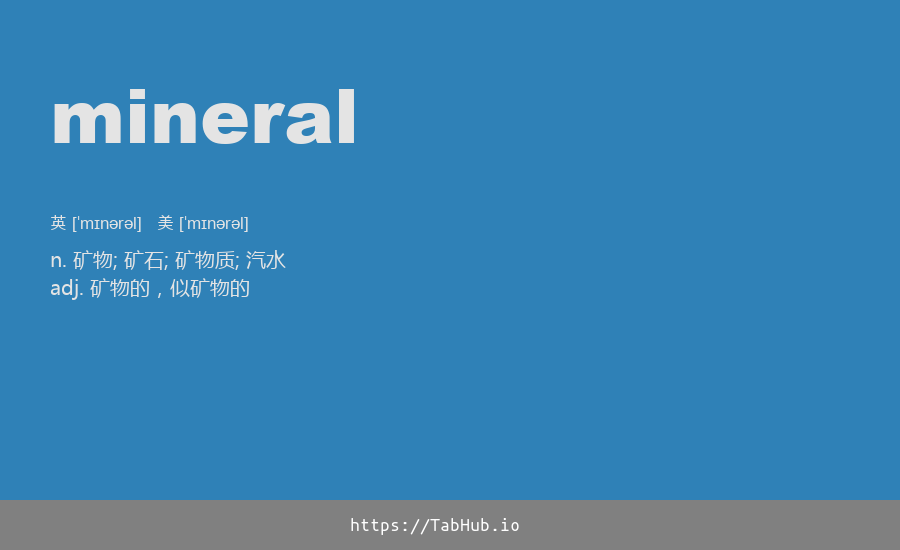 mineral
英 [ˈmɪnərəl] 美 [ˈmɪnərəl]
n. 矿物; 矿石; 矿物质; 汽水
adj. 矿物的，似矿物的
https://TabHub.io